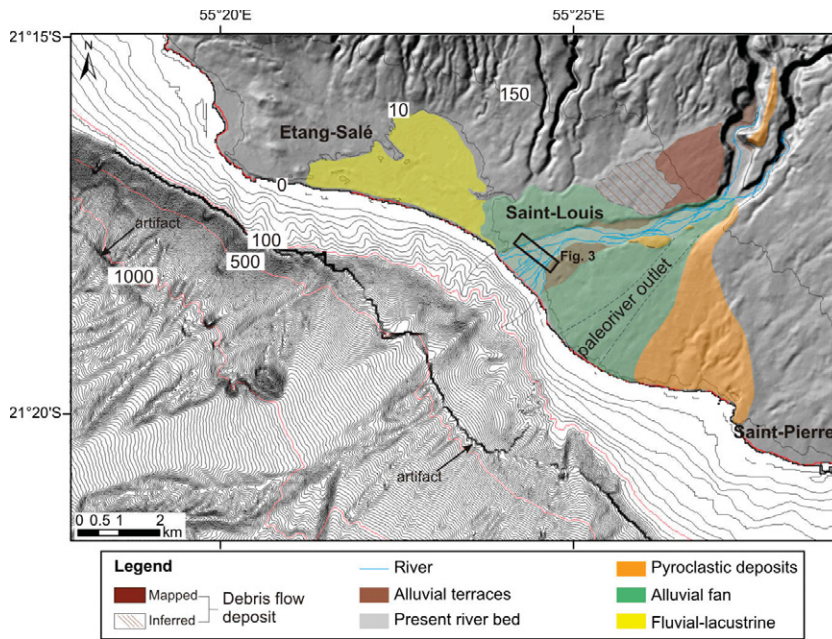 55°20'E 55°25'E
21°15'S
N
150
10
Etang-Salé
0
Saint-Louis
artifact
100
Fig. 3
500
1000
paleoriver outlet
21°20'S
Saint-Pierre
artifact
0 0.5 1 2
km
Legend
River
Pyroclastic deposits
Mapped
Debris flow
deposit
Alluvial terraces
Alluvial fan
Inferred
Present river bed
Fluvial-lacustrine